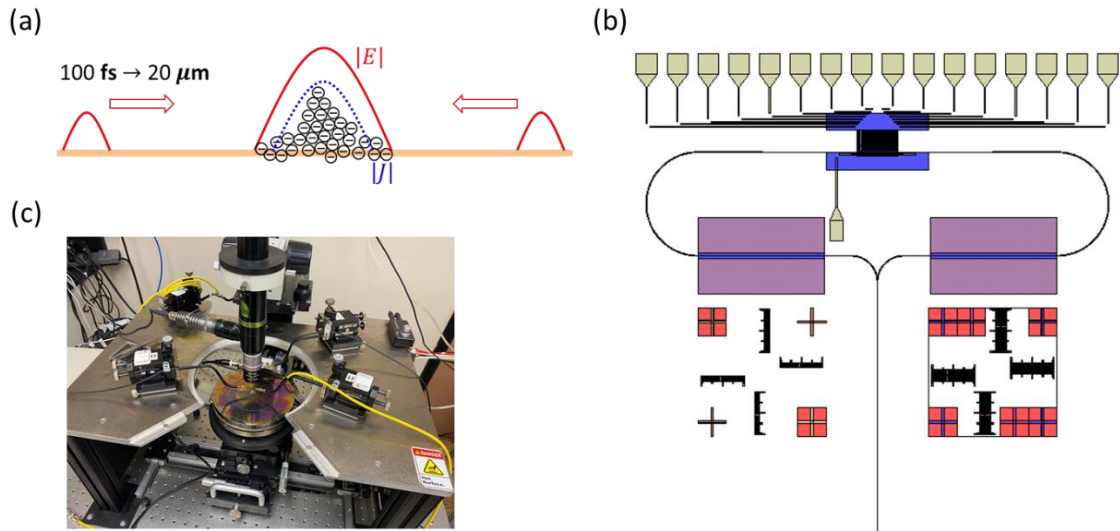 (a)
100 fs → 20 μm
|E|
|J|
(b)
(c)
DANGER
Hot
Surface.